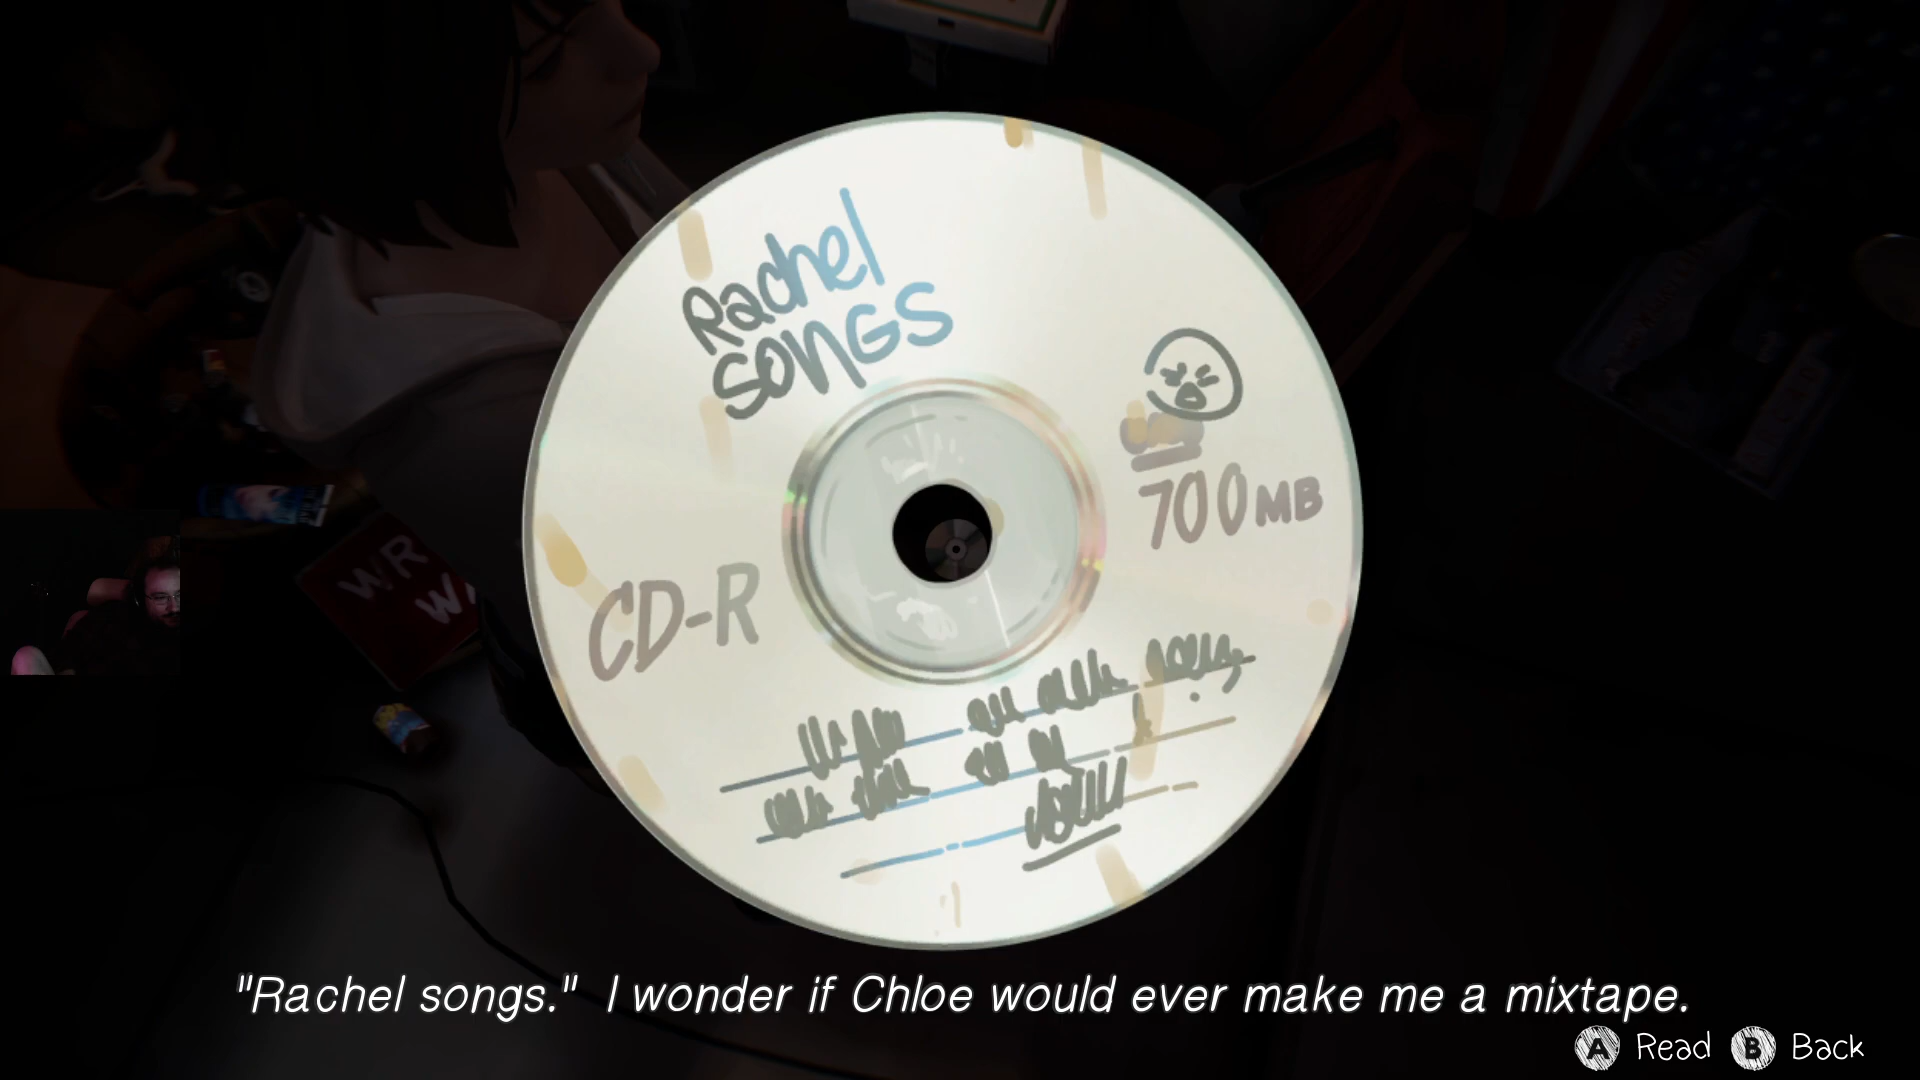 Rachel
SONGS
700MB
CD-R
W/R
"Rachel songs." I wonder if Chloe would ever make me a mixtape.
A Read B Back